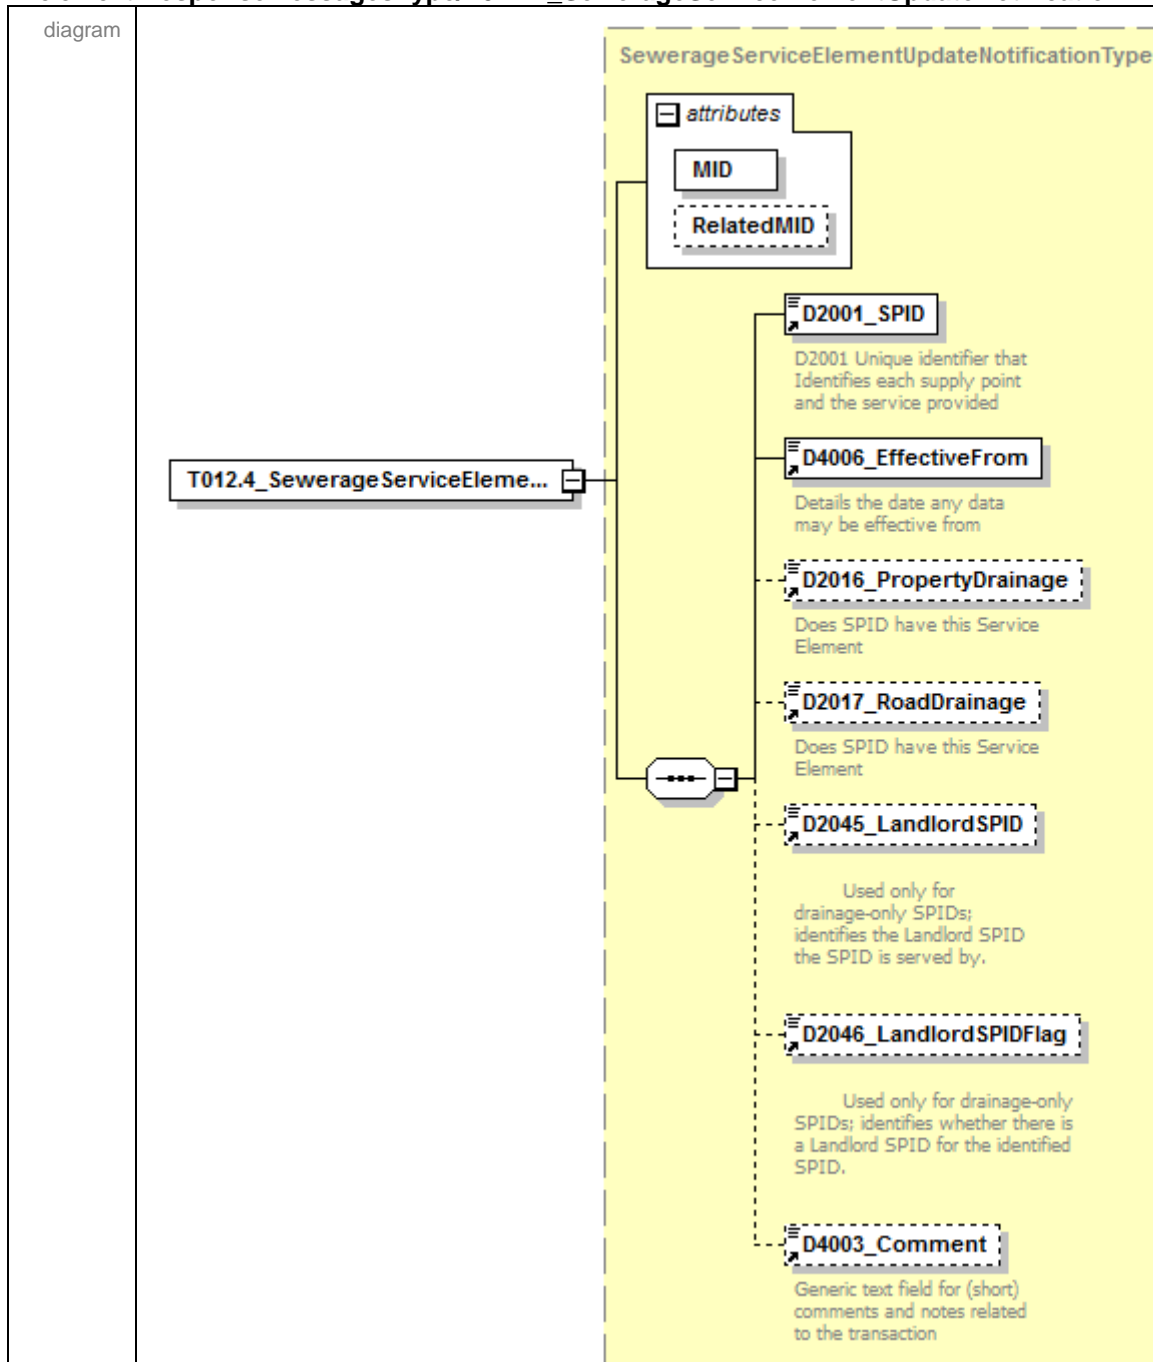 diagram
SewerageServiceElementUpdateNotificationType
attributes
MID
RelatedMID
D2001_SPID
D2001 Unique identifier that
Identifies each supply point
and the service provided
T012.4_SewerageServiceEleme...
D4006_EffectiveFrom
Details the date any data
may be effective from
D2016_PropertyDrainage
Does SPID have this Service
Element
D2017_RoadDrainage
Does SPID have this Service
Element
D2045_LandlordSPID
Used only for
drainage-only SPIDs;
identifies the Landlord SPID
the SPID is served by.
D2046_LandlordSPIDFlag
Used only for drainage-only
SPIDs; identifies whether there is
a Landlord SPID for the identified
SPID.
D4003_Comment
Generic text field for (short)
comments and notes related
to the transaction